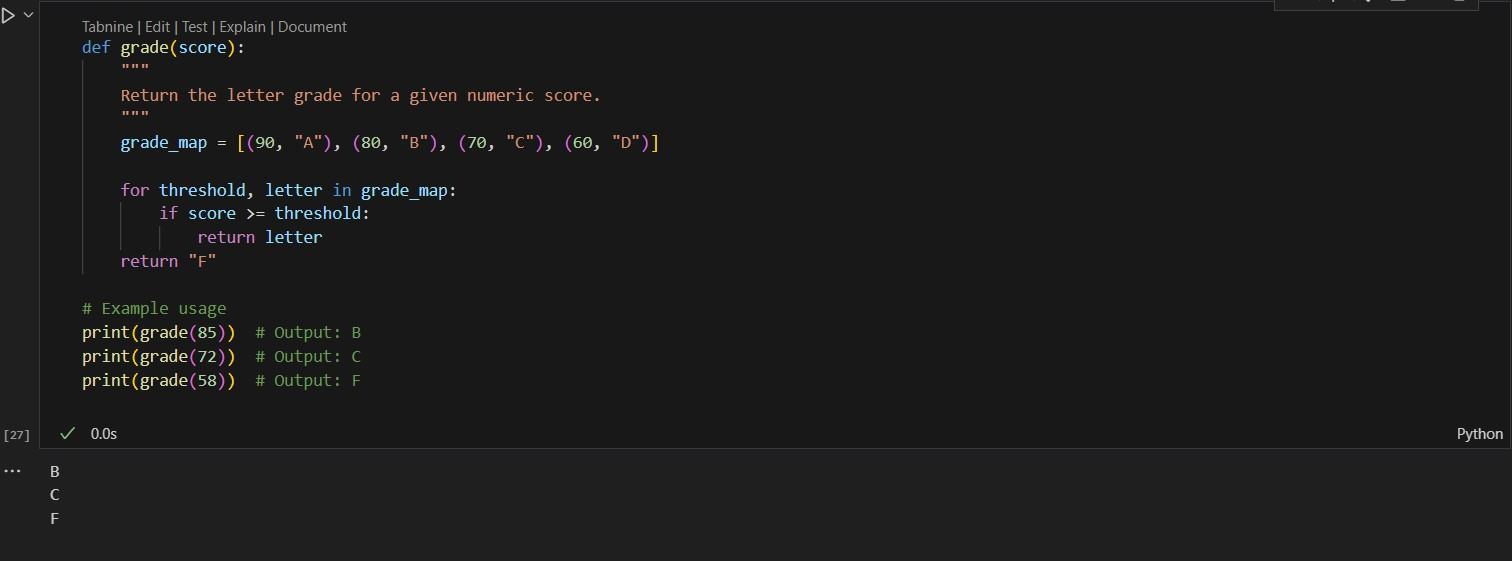 Tabnine | Edit | Test | Explain | Document
def grade(score):
    """
    Return the letter grade for a given numeric score.
    """
    grade_map = [(90, "A"), (80, "B"), (70, "C"), (60, "D")]

    for threshold, letter in grade_map:
        if score >= threshold:
            return letter
    return "F"

# Example usage
print(grade(85))  # Output: B
print(grade(72))  # Output: C
print(grade(58))  # Output: F
[27] 0.0s Python
... B
C
F